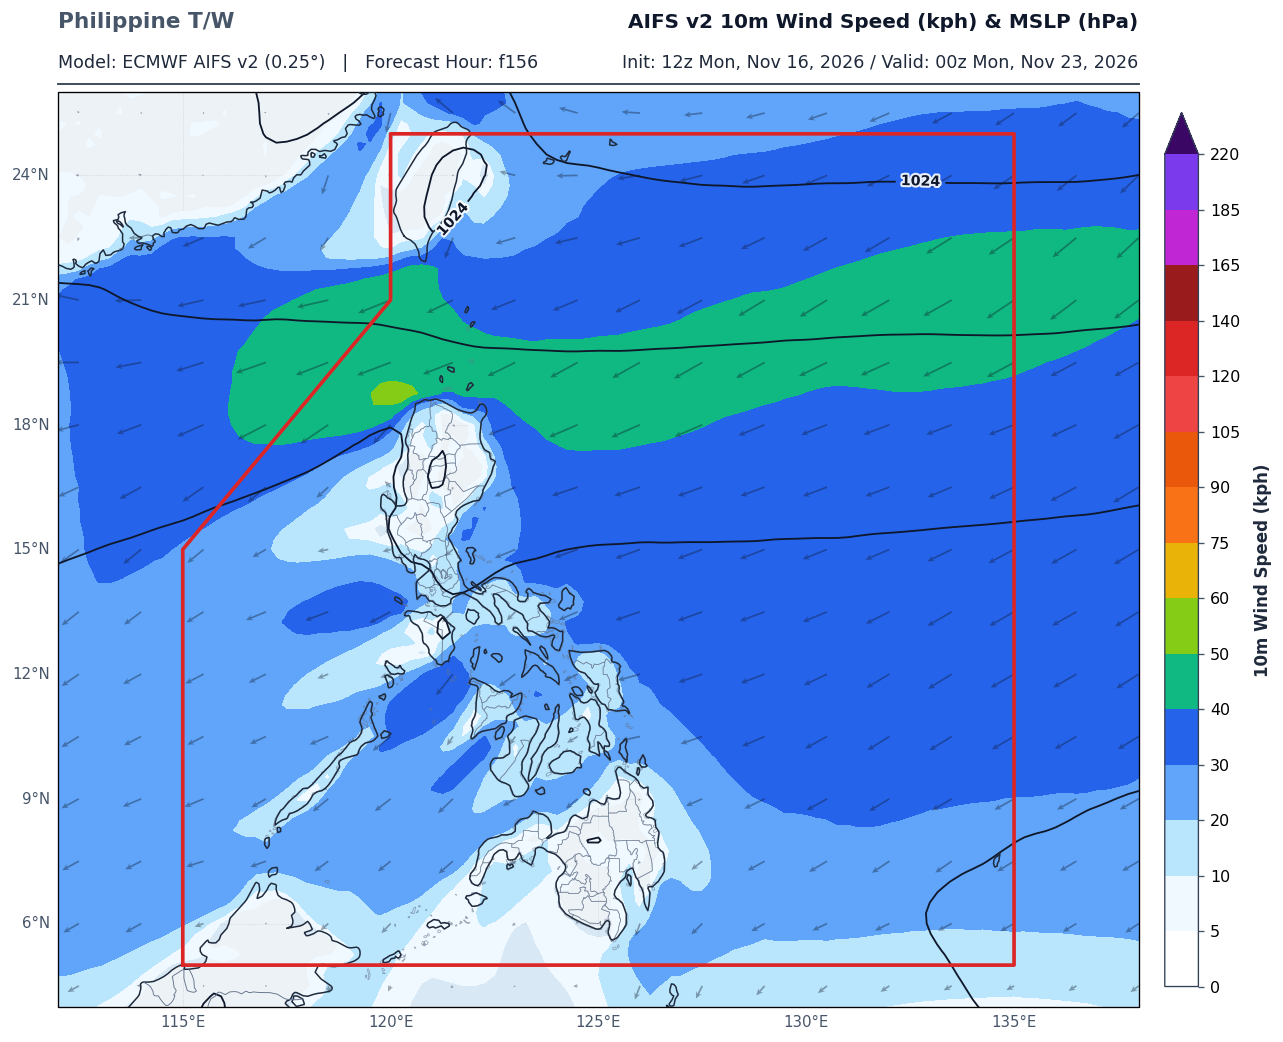 Philippine T/W
AIFS v2 10m Wind Speed (kph) & MSLP (hPa)
Model: ECMWF AIFS v2 (0.25°) | Forecast Hour: f156
Init: 12z Mon, Nov 16, 2026 / Valid: 00z Mon, Nov 23, 2026
24°N
21°N
18°N
15°N
12°N
9°N
6°N
1024
1024
115°E
120°E
125°E
130°E
135°E
220
185
165
140
120
105
90
75
60
50
40
30
20
10
5
0
10m Wind Speed (kph)